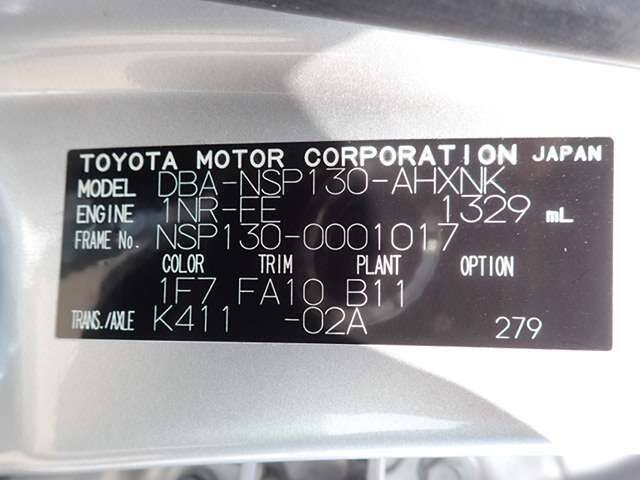 TOYOTA MOTOR CORPORATION JAPAN
MODEL DBA-NSP130-AHXNK
ENGINE 1NR-FE 1329 mL
FRAME No. NSP130-0001017
COLOR TRIM PLANT OPTION
1F7 FA10 B11
TRANS./AXLE K411 -02A 279